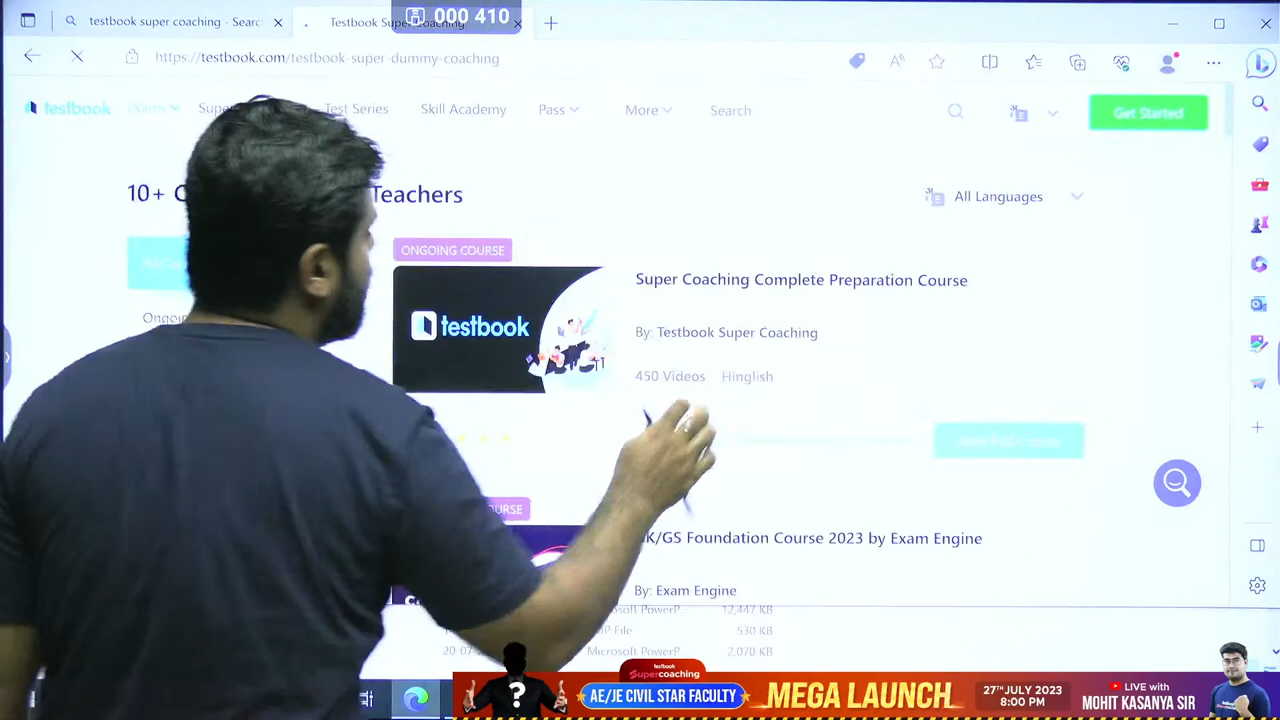 testbook super coaching - Searc
Testbook Super Coaching
000 410
https://testbook.com/testbook-super-dummy-coaching
testbook
Exams
Test Series
Skill Academy
Pass
More
Search
Get Started
10+
Teachers
All Languages
ONGOING COURSE
testbook
Super Coaching Complete Preparation Course
By: Testbook Super Coaching
450 Videos Hinglish
K/GS Foundation Course 2023 by Exam Engine
By: Exam Engine
12,447 KB
530 KB
Microsoft PowerP...
2,070 KB
testbook
Supercoaching
?
AE/JE CIVIL STAR FACULTY
MEGA LAUNCH
27TH JULY 2023
8:00 PM
LIVE with
MOHIT KASANYA SIR